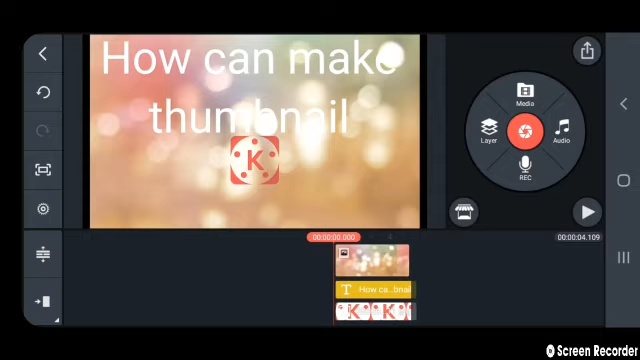 How can make
thumbnail
K
Media
Layer
Audio
REC
00:00:00.000
00:00:04.109
T How ca..bnail
K K
Screen Recorder